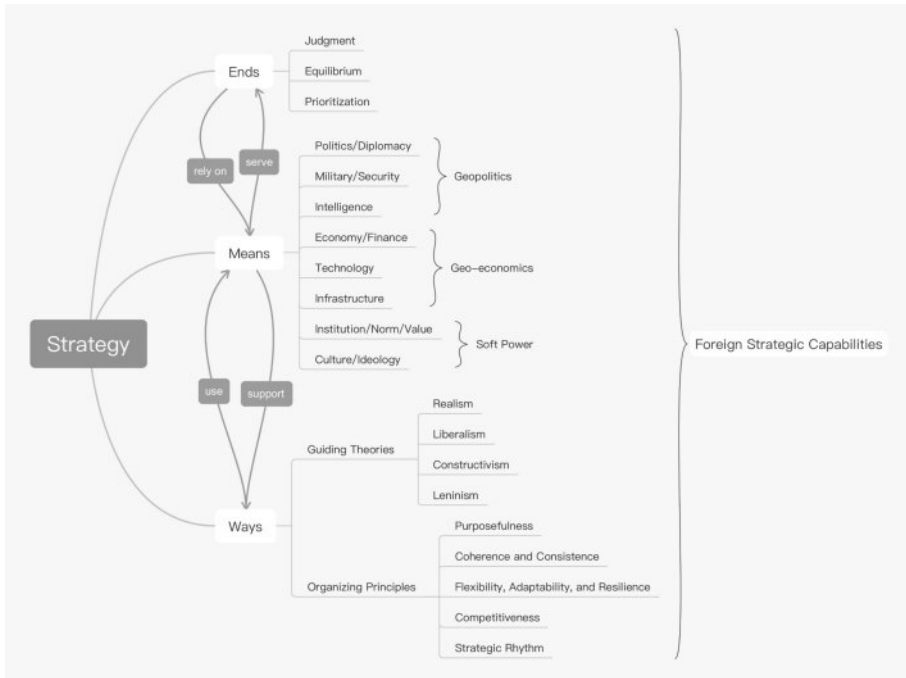 Judgment
Ends
Equilibrium
Prioritization
rely on
serve
Politics/Diplomacy
Military/Security
Geopolitics
Intelligence
Economy/Finance
Means
Technology
Geo-economics
Infrastructure
Institution/Norm/Value
Strategy
Soft Power
Foreign Strategic Capabilities
Culture/Ideology
use
support
Realism
Liberalism
Guiding Theories
Constructivism
Leninism
Ways
Purposefulness
Coherence and Consistence
Organizing Principles
Flexibility, Adaptability, and Resilience
Competitiveness
Strategic Rhythm